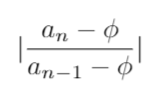 |\frac{a_n - \phi}{a_{n-1} - \phi}|